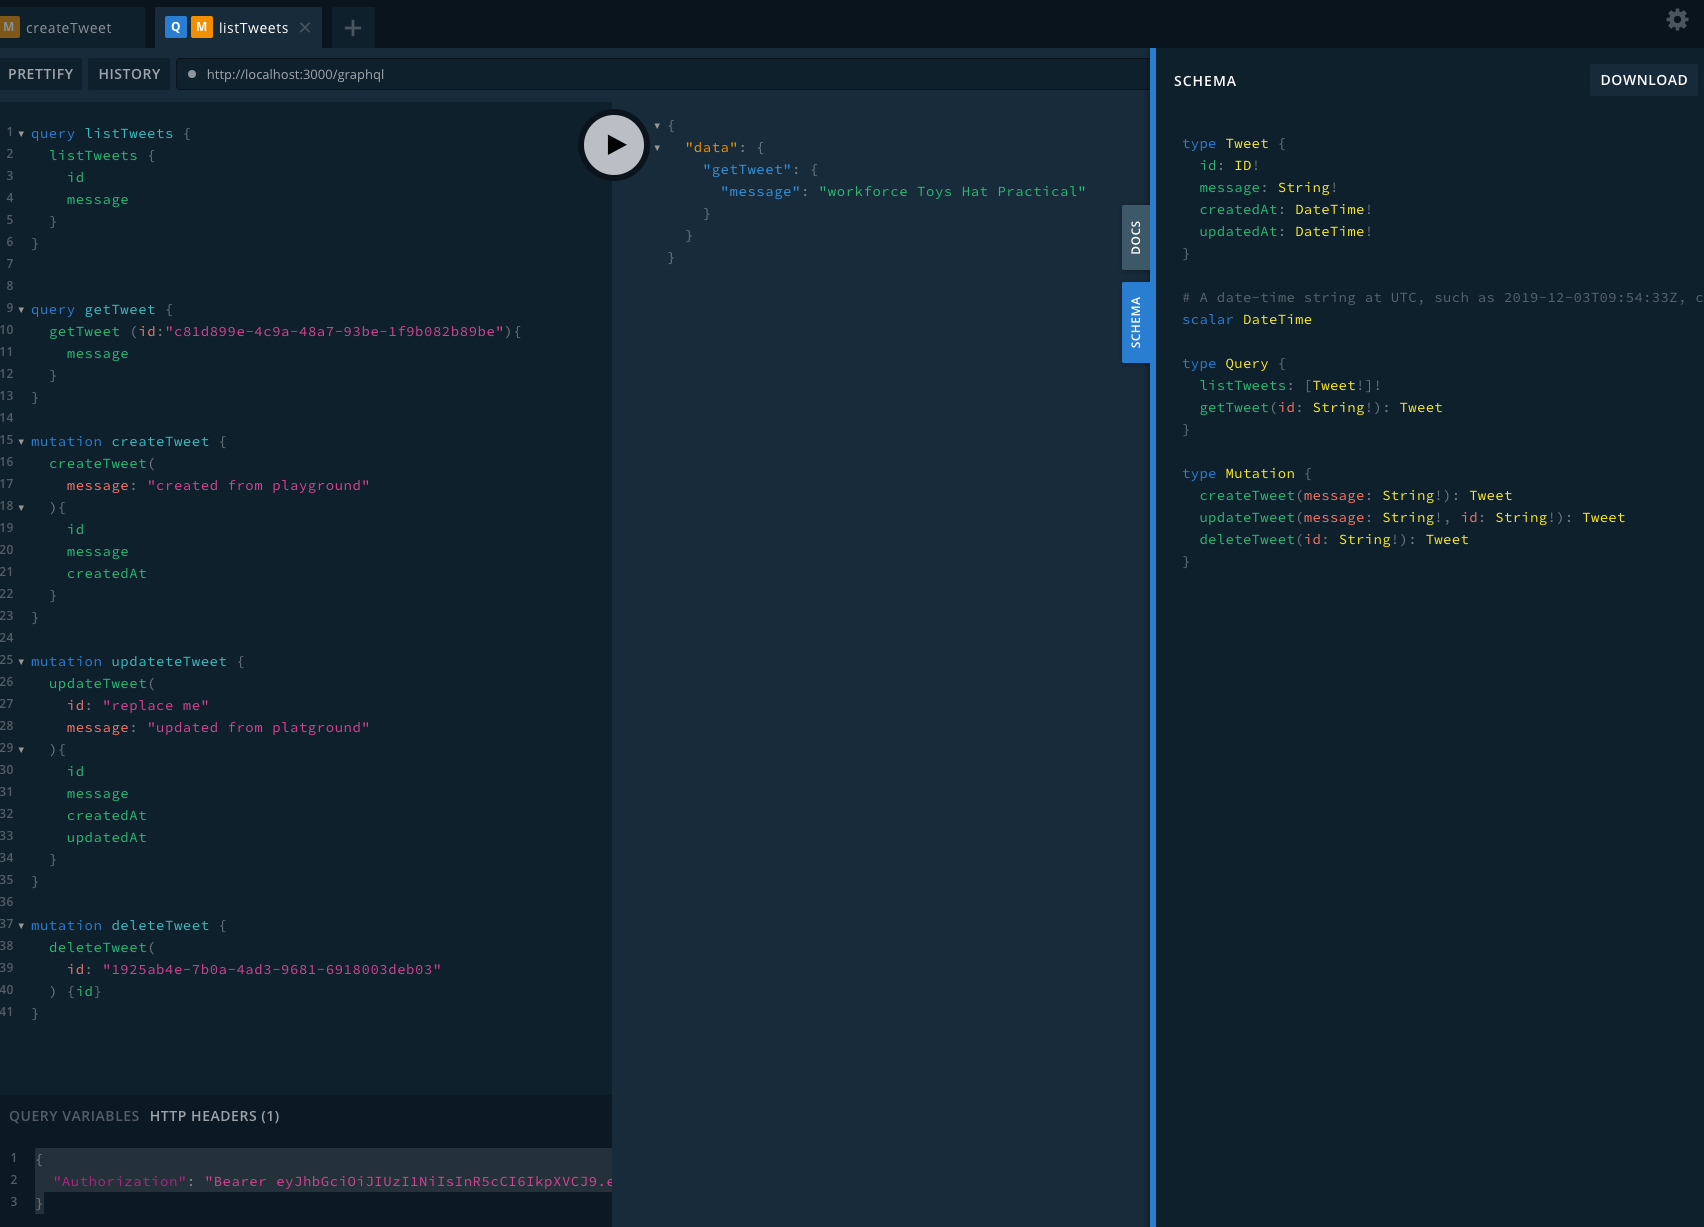 M createTweet
Q M listTweets
PRETTIFY HISTORY http://localhost:3000/graphql
1 query listTweets {
2 listTweets {
3 id
4 message
5 }
6 }
7
8
9 query getTweet {
10 getTweet (id:"c81d899e-4c9a-48a7-93be-1f9b082b89be"){
11 message
12 }
13 }
14
15 mutation createTweet {
16 createTweet(
17 message: "created from playground"
18 ){
19 id
20 message
21 createdAt
22 }
23 }
24
25 mutation updateteTweet {
26 updateTweet(
27 id: "replace me"
28 message: "updated from platground"
29 ){
30 id
31 message
32 createdAt
33 updatedAt
34 }
35 }
36
37 mutation deleteTweet {
38 deleteTweet(
39 id: "1925ab4e-7b0a-4ad3-9681-6918003deb03"
40 ) {id}
41 }
QUERY VARIABLES HTTP HEADERS (1)
1 {
2 "Authorization": "Bearer eyJhbGciOiJIUzI1NiIsInR5cCI6IkpXVCJ9.e
3 }
{
"data": {
"getTweet": {
"message": "workforce Toys Hat Practical"
}
}
}
DOCS
SCHEMA
SCHEMA
DOWNLOAD
type Tweet {
id: ID!
message: String!
createdAt: DateTime!
updatedAt: DateTime!
}
# A date-time string at UTC, such as 2019-12-03T09:54:33Z, c
scalar DateTime
type Query {
listTweets: [Tweet!]!
getTweet(id: String!): Tweet
}
type Mutation {
createTweet(message: String!): Tweet
updateTweet(message: String!, id: String!): Tweet
deleteTweet(id: String!): Tweet
}